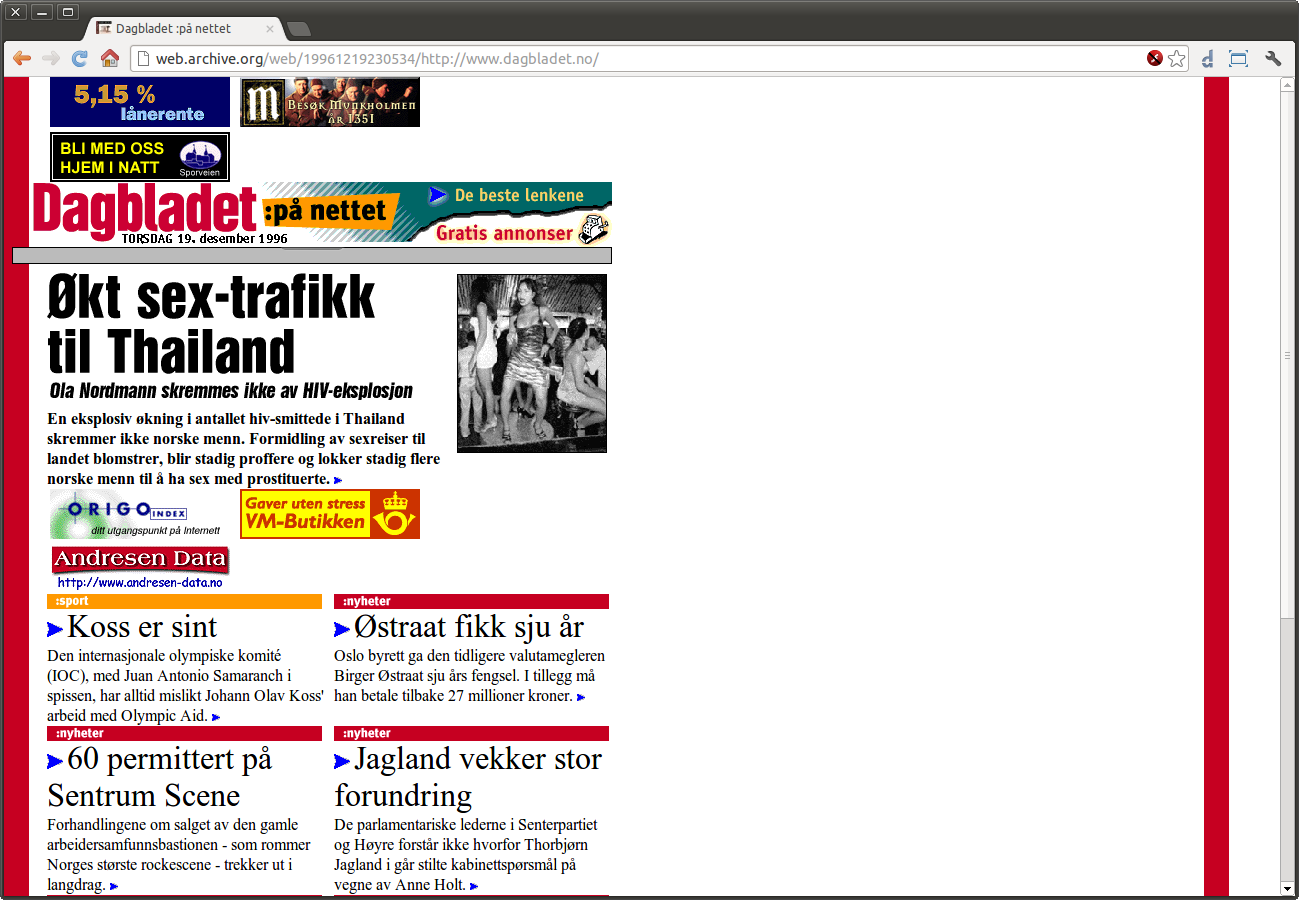 Dagbladet :på nettet
web.archive.org/web/19961219230534/http://www.dagbladet.no/
5,15 %
lånerente
M
BESØK MUNKHOLMEN
ÅR 1351
BLI MED OSS
HJEM I NATT
Sporveien
Dagbladet :på nettet
TORSDAG 19. desember 1996
De beste lenkene
Gratis annonser
Økt sex-trafikk
til Thailand
Ola Nordmann skremmes ikke av HIV-eksplosjon
En eksplosiv økning i antallet hiv-smittede i Thailand
skremmer ikke norske menn. Formidling av sexreiser til
landet blomstrer, blir stadig proffere og lokker stadig flere
norske menn til å ha sex med prostituerte.
ORIGO INDEX
ditt utgangspunkt på Internett
Gaver uten stress
VM-Butikken
Andresen Data
http://www.andresen-data.no
:sport
Koss er sint
Den internasjonale olympiske komité
(IOC), med Juan Antonio Samaranch i
spissen, har alltid mislikt Johann Olav Koss'
arbeid med Olympic Aid.
:nyheter
Østraat fikk sju år
Oslo byrett ga den tidligere valutamegleren
Birger Østraat sju års fengsel. I tillegg må
han betale tilbake 27 millioner kroner.
:nyheter
60 permittert på
Sentrum Scene
Forhandlingene om salget av den gamle
arbeidersamfunnsbastionen - som rommer
Norges største rockescene - trekker ut i
langdrag.
:nyheter
Jagland vekker stor
forundring
De parlamentariske lederne i Senterpartiet
og Høyre forstår ikke hvorfor Thorbjørn
Jagland i går stilte kabinettspørsmål på
vegne av Anne Holt.